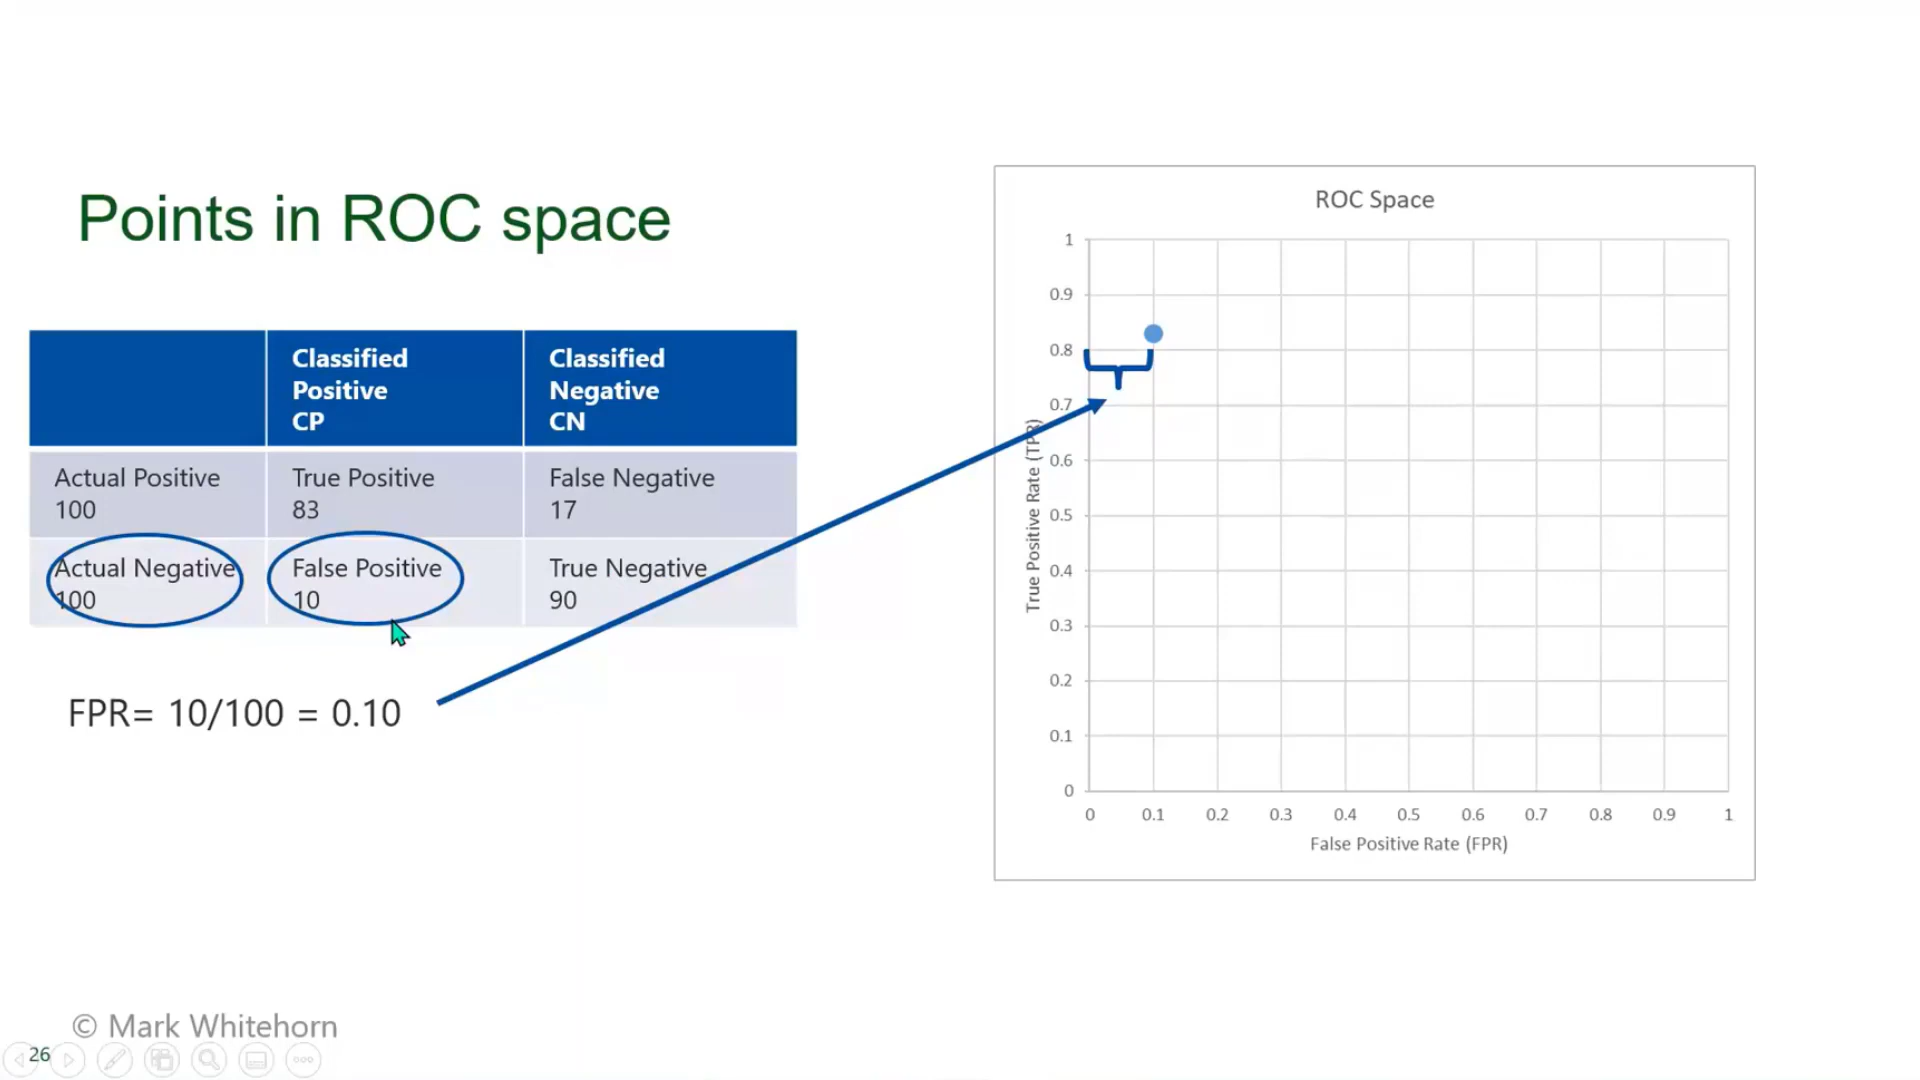 Points in ROC space
Classified
Positive
CP
Classified
Negative
CN
Actual Positive
100
True Positive
83
False Negative
17
Actual Negative
100
False Positive
10
True Negative
90
FPR= 10/100 = 0.10
ROC Space
1
0.9
0.8
0.7
0.6
0.5
0.4
0.3
0.2
0.1
0
True Positive Rate (TPR)
0 0.1 0.2 0.3 0.4 0.5 0.6 0.7 0.8 0.9 1
False Positive Rate (FPR)
© Mark Whitehorn
26